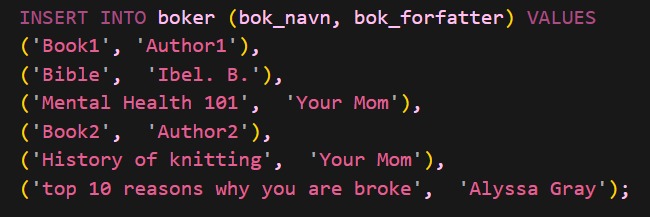 INSERT INTO boker (bok_navn, bok_forfatter) VALUES
('Book1', 'Author1'),
('Bible',  'Ibel. B.'),
('Mental Health 101',  'Your Mom'),
('Book2',  'Author2'),
('History of knitting',  'Your Mom'),
('top 10 reasons why you are broke',  'Alyssa Gray');